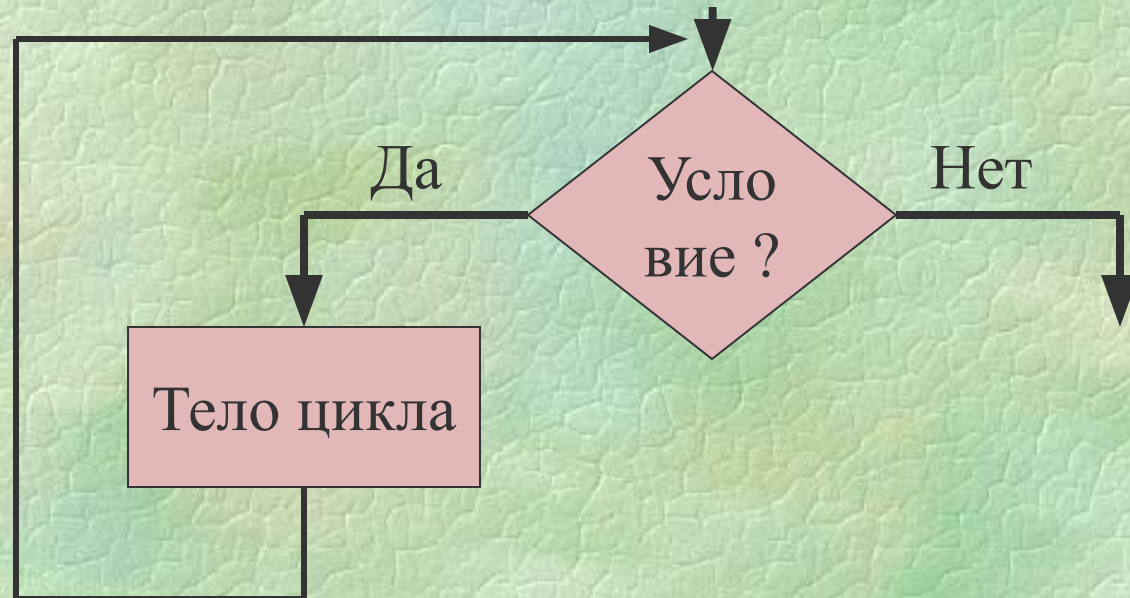 Да
Усло
вие ?
Нет
Тело цикла